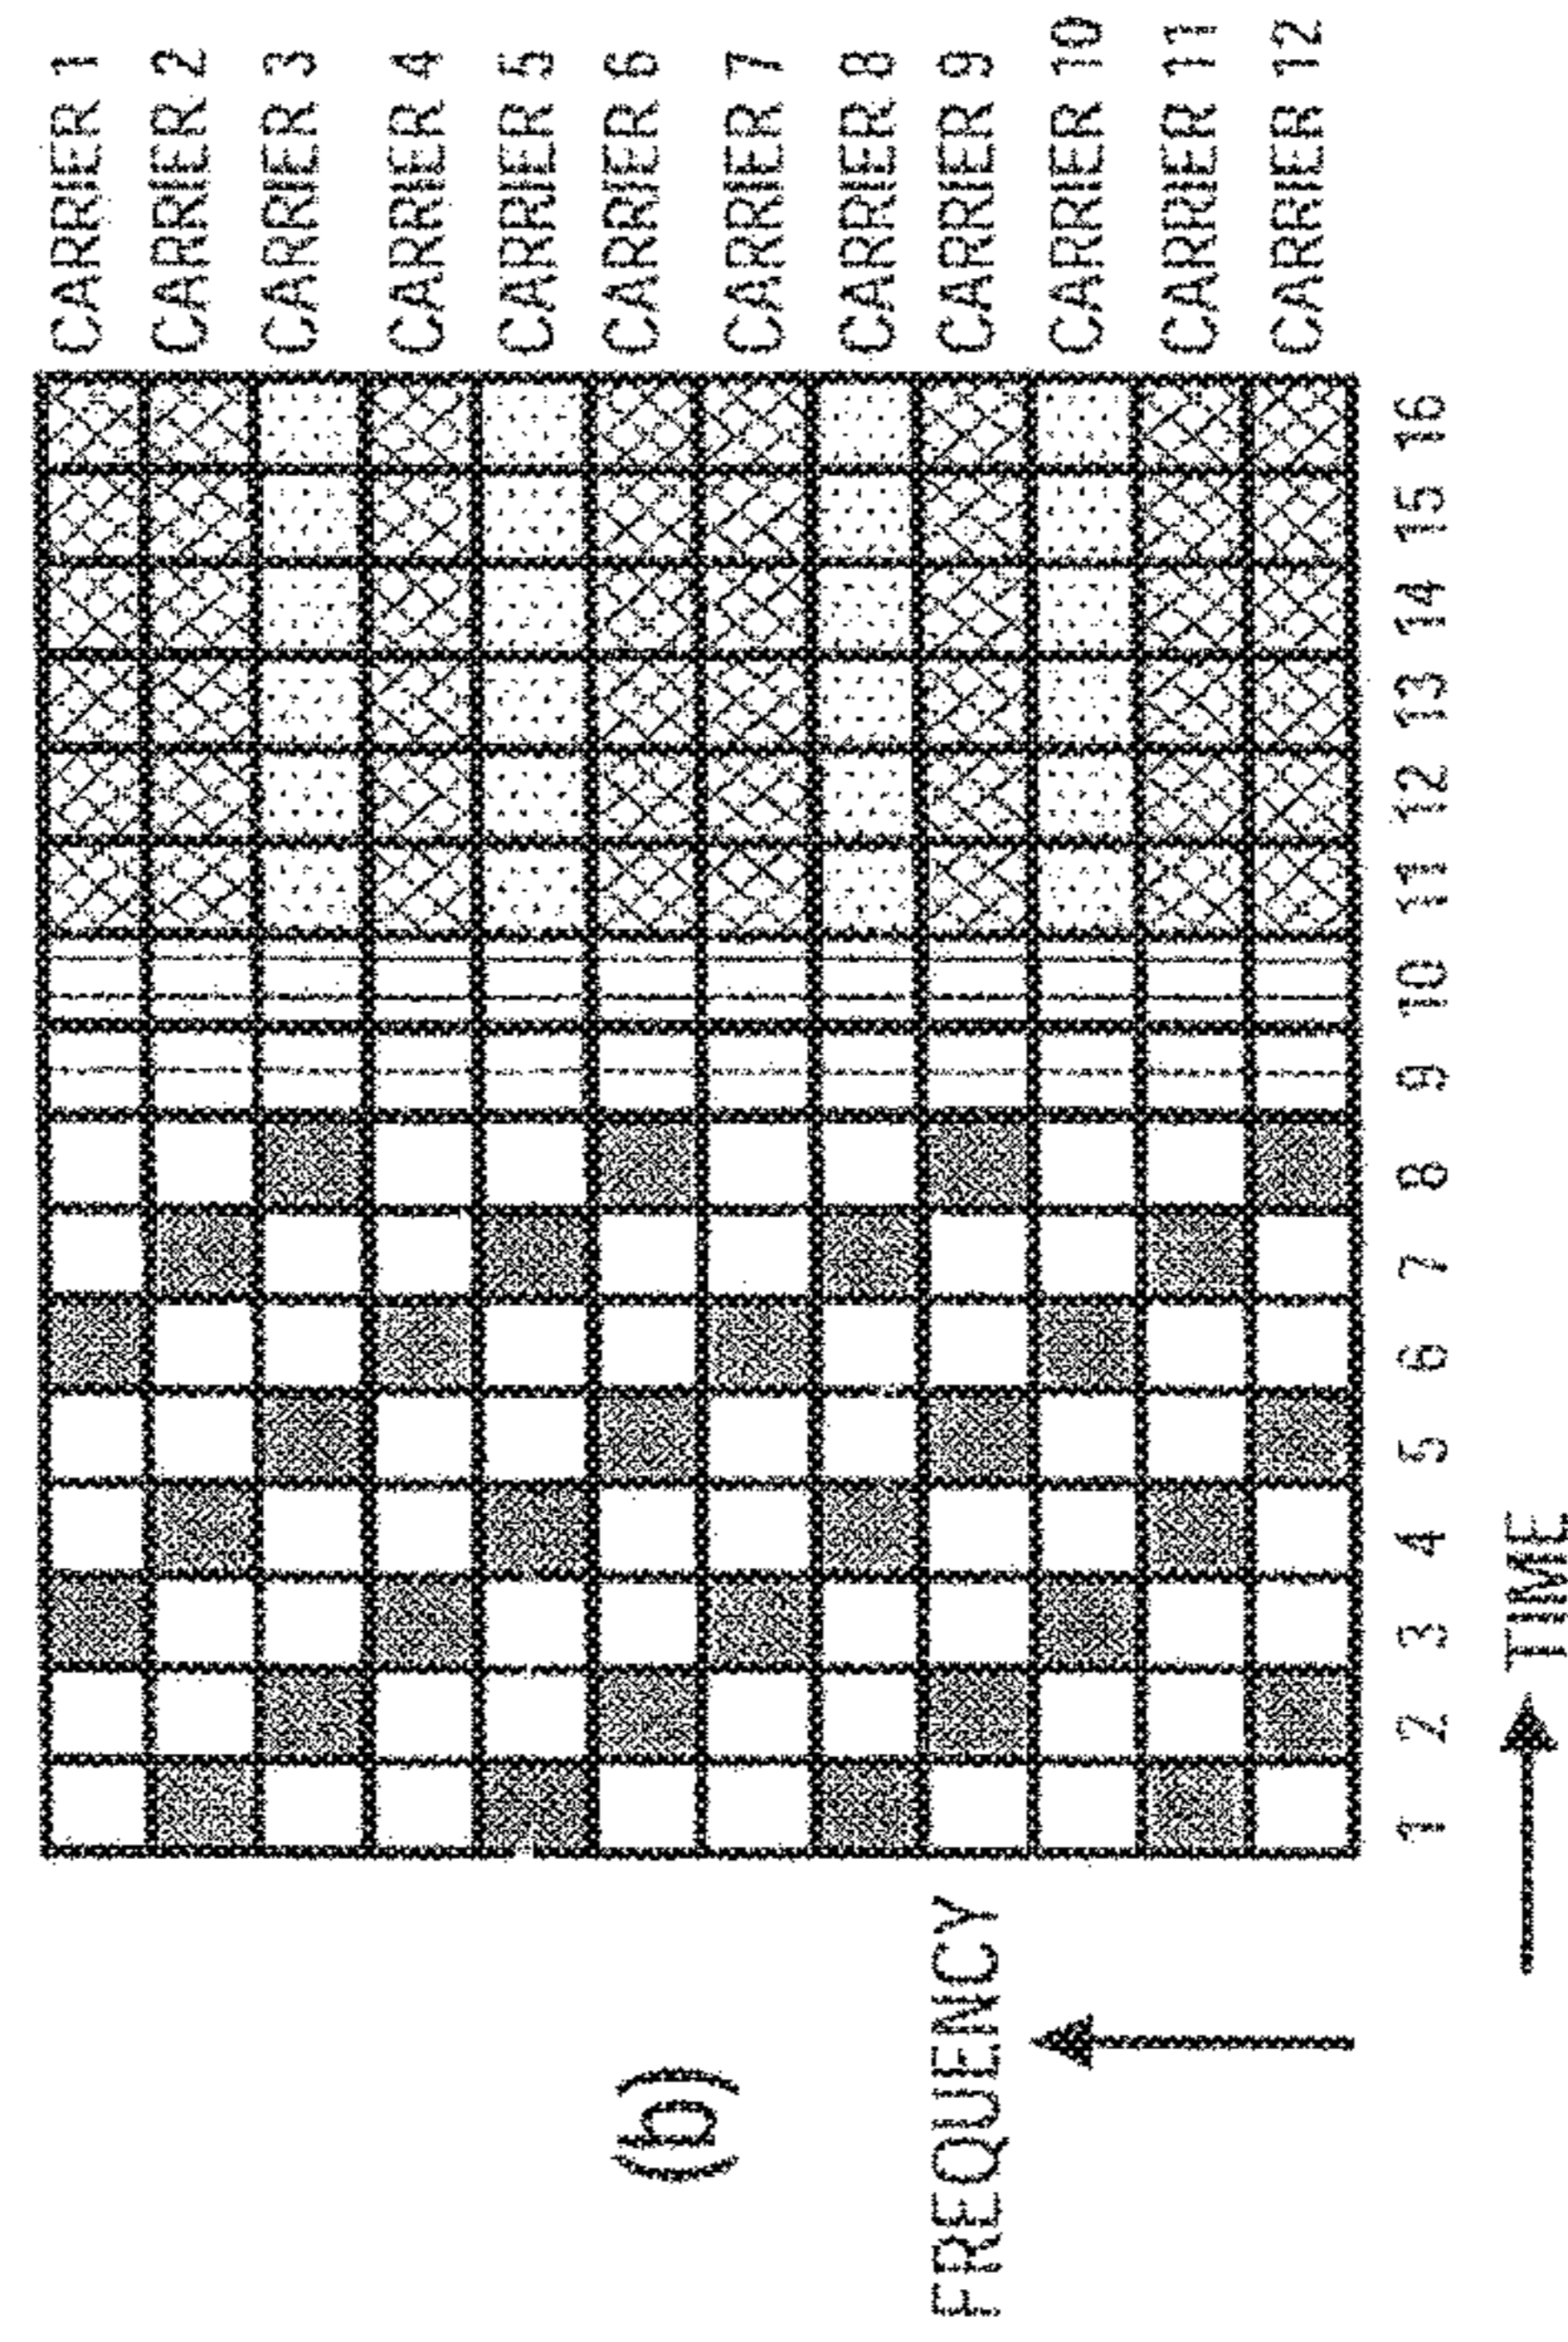 (b)
FREQUENCY
CARRIER 1
CARRIER 2
CARRIER 3
CARRIER 4
CARRIER 5
CARRIER 6
CARRIER 7
CARRIER 8
CARRIER 9
CARRIER 10
CARRIER 11
CARRIER 12
1 2 3 4 5 6 7 8 9 10 11 12 13 14 15 16
TIME